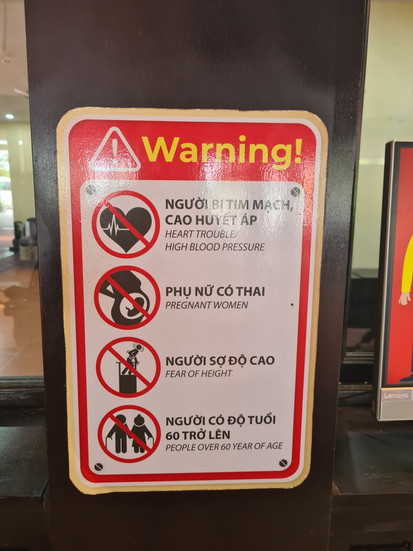 Warning!
NGƯỜI BỊ TIM MẠCH,
CAO HUYẾT ÁP
HEART TROUBLE/
HIGH BLOOD PRESSURE
PHỤ NỮ CÓ THAI
PREGNANT WOMEN
NGƯỜI SỢ ĐỘ CAO
FEAR OF HEIGHT
NGƯỜI CÓ ĐỘ TUỔI
60 TRỞ LÊN
PEOPLE OVER 60 YEAR OF AGE
Lenovo